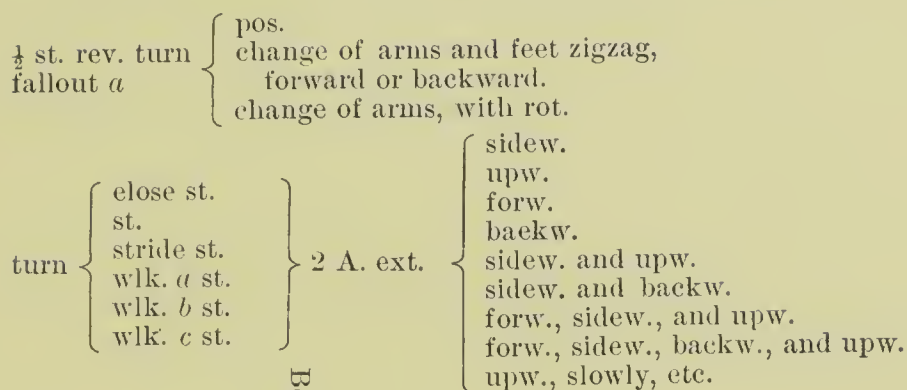 ½ st. rev. turn
fallout a
pos.
change of arms and feet zigzag,
forward or backward.
change of arms, with rot.
turn
elose st.
st.
stride st.
wlk. a st.
wlk. b st.
wlk. c st.
2 A. ext.
sidew.
upw.
forw.
baekw.
sidew. and upw.
sidew. and backw.
forw., sidew., and upw.
forw., sidew., backw., and upw.
upw., slowly, etc.
B